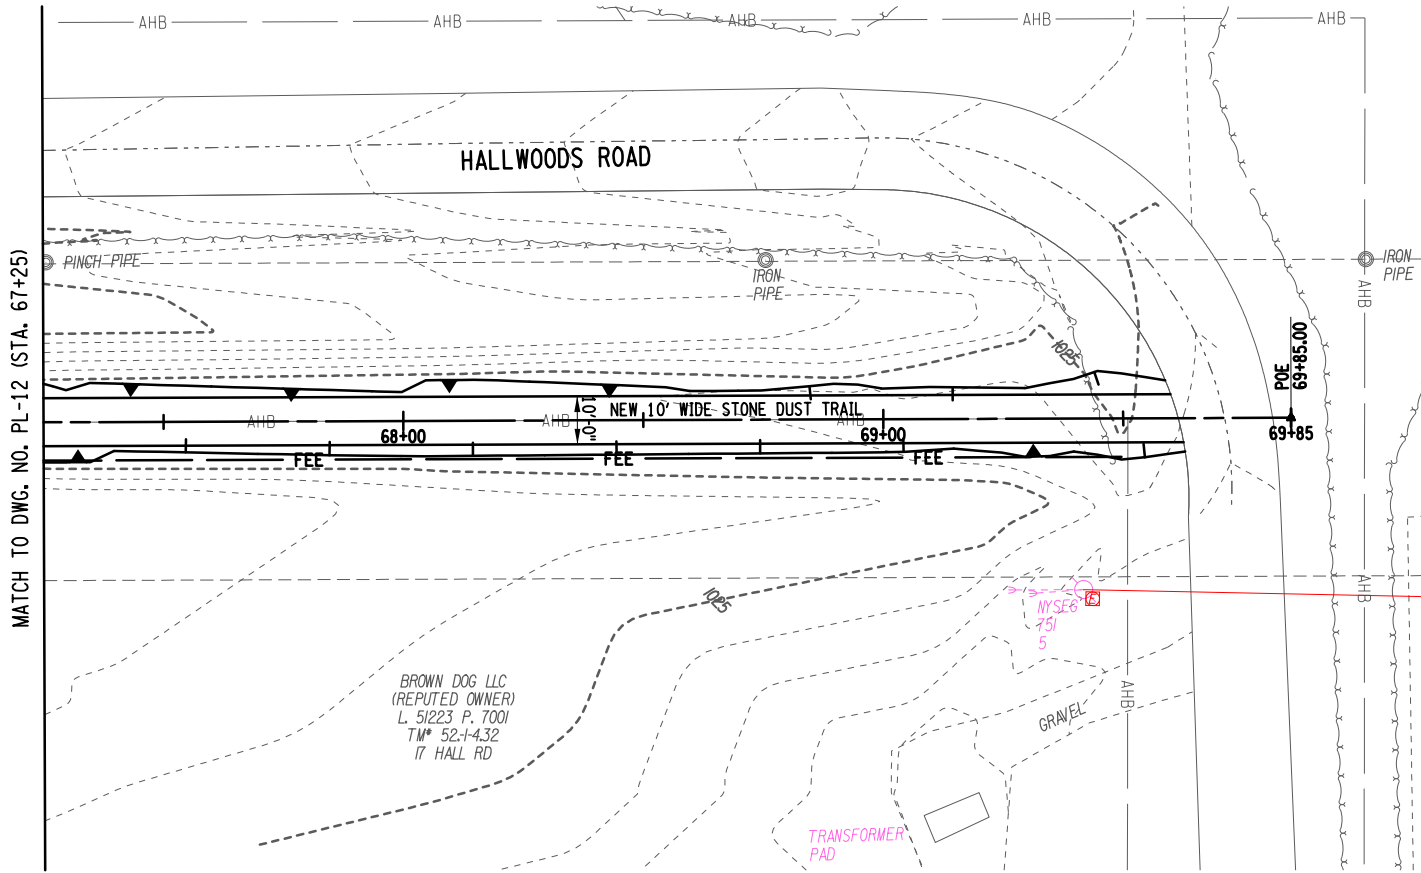 AHB
AHB
AHB
AHB
AHB
HALLWOODS ROAD
MATCH TO DWG. NO. PL-12 (STA. 67+25)
PINCH PIPE
IRON
PIPE
IRON
PIPE
AHB
1025
POE
69+85.00
NEW 10' WIDE STONE DUST TRAIL
10'-0"
AHB
AHB
AHB
68+00
69+00
69+85
FEE
FEE
FEE
1025
NYSEG
751
5
E
AHB
AHB
BROWN DOG LLC
(REPUTED OWNER)
L. 51223 P. 7001
TM# 52.-1-4.32
17 HALL RD
GRAVEL
TRANSFORMER
PAD